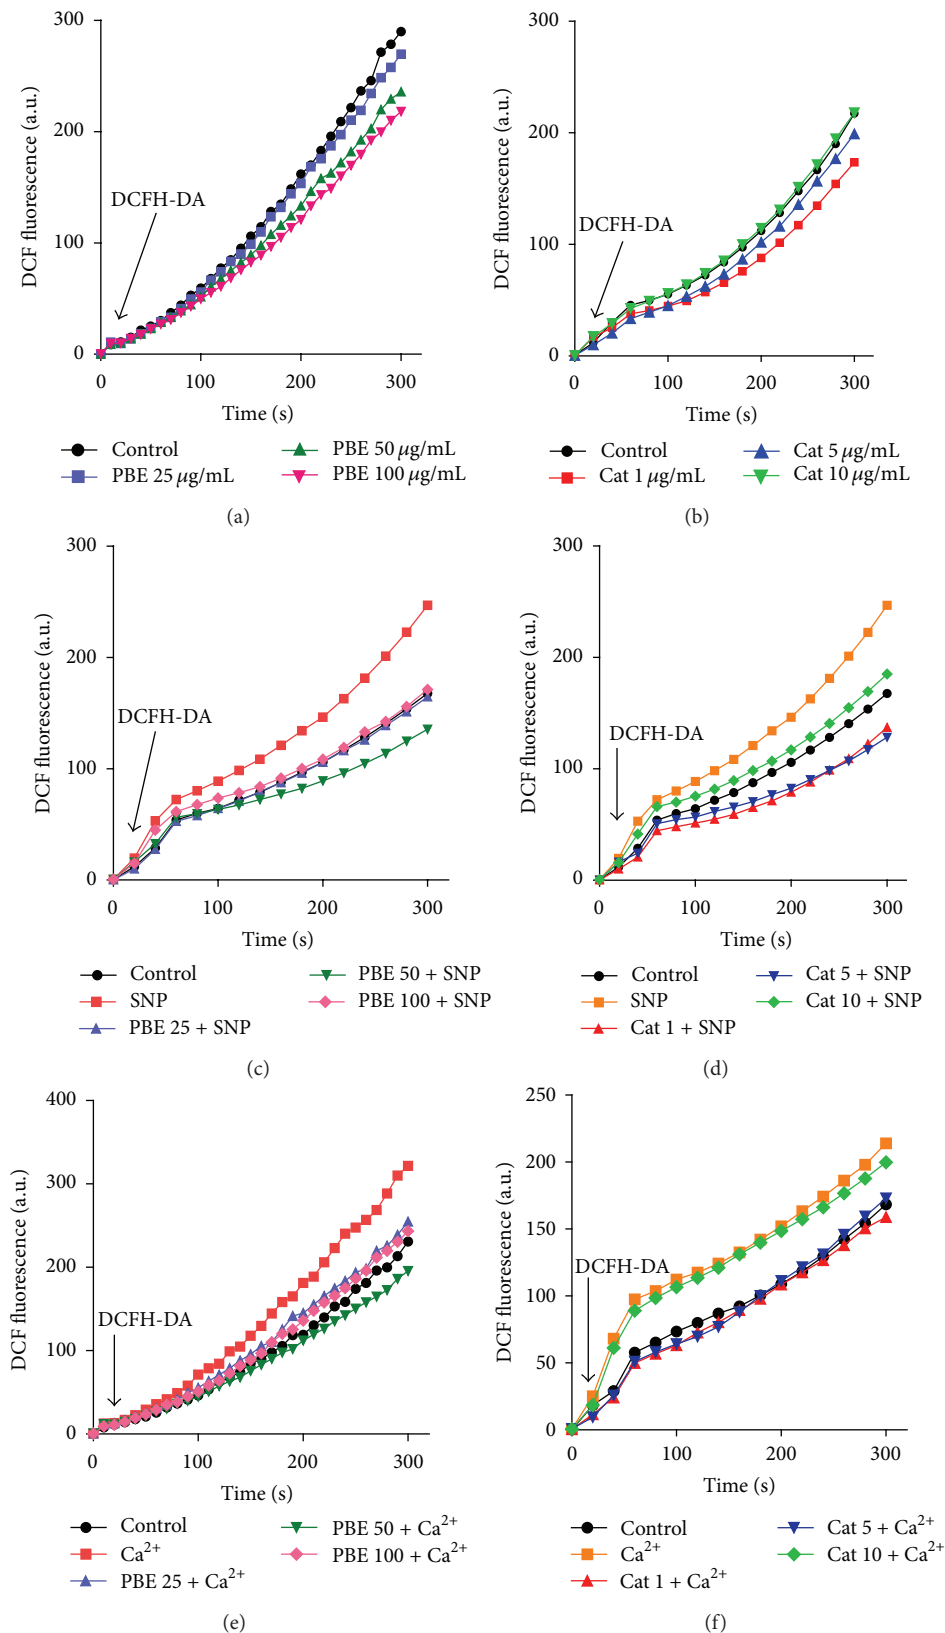 300
200
100
0
DCF fluorescence (a.u.)
DCFH-DA
0 100 200 300
Time (s)
Control
PBE 25 μg/mL
PBE 50 μg/mL
PBE 100 μg/mL
(a)
300
200
100
0
DCF fluorescence (a.u.)
DCFH-DA
0 100 200 300
Time (s)
Control
Cat 1 μg/mL
Cat 5 μg/mL
Cat 10 μg/mL
(b)
300
200
100
0
DCF fluorescence (a.u.)
DCFH-DA
0 100 200 300
Time (s)
Control
SNP
PBE 25 + SNP
PBE 50 + SNP
PBE 100 + SNP
(c)
300
200
100
0
DCF fluorescence (a.u.)
DCFH-DA
0 100 200 300
Time (s)
Control
SNP
Cat 1 + SNP
Cat 5 + SNP
Cat 10 + SNP
(d)
400
300
200
100
0
DCF fluorescence (a.u.)
DCFH-DA
0 100 200 300
Time (s)
Control
Ca²⁺
PBE 25 + Ca²⁺
PBE 50 + Ca²⁺
PBE 100 + Ca²⁺
(e)
250
200
150
100
50
0
DCF fluorescence (a.u.)
DCFH-DA
0 100 200 300
Time (s)
Control
Ca²⁺
Cat 1 + Ca²⁺
Cat 5 + Ca²⁺
Cat 10 + Ca²⁺
(f)